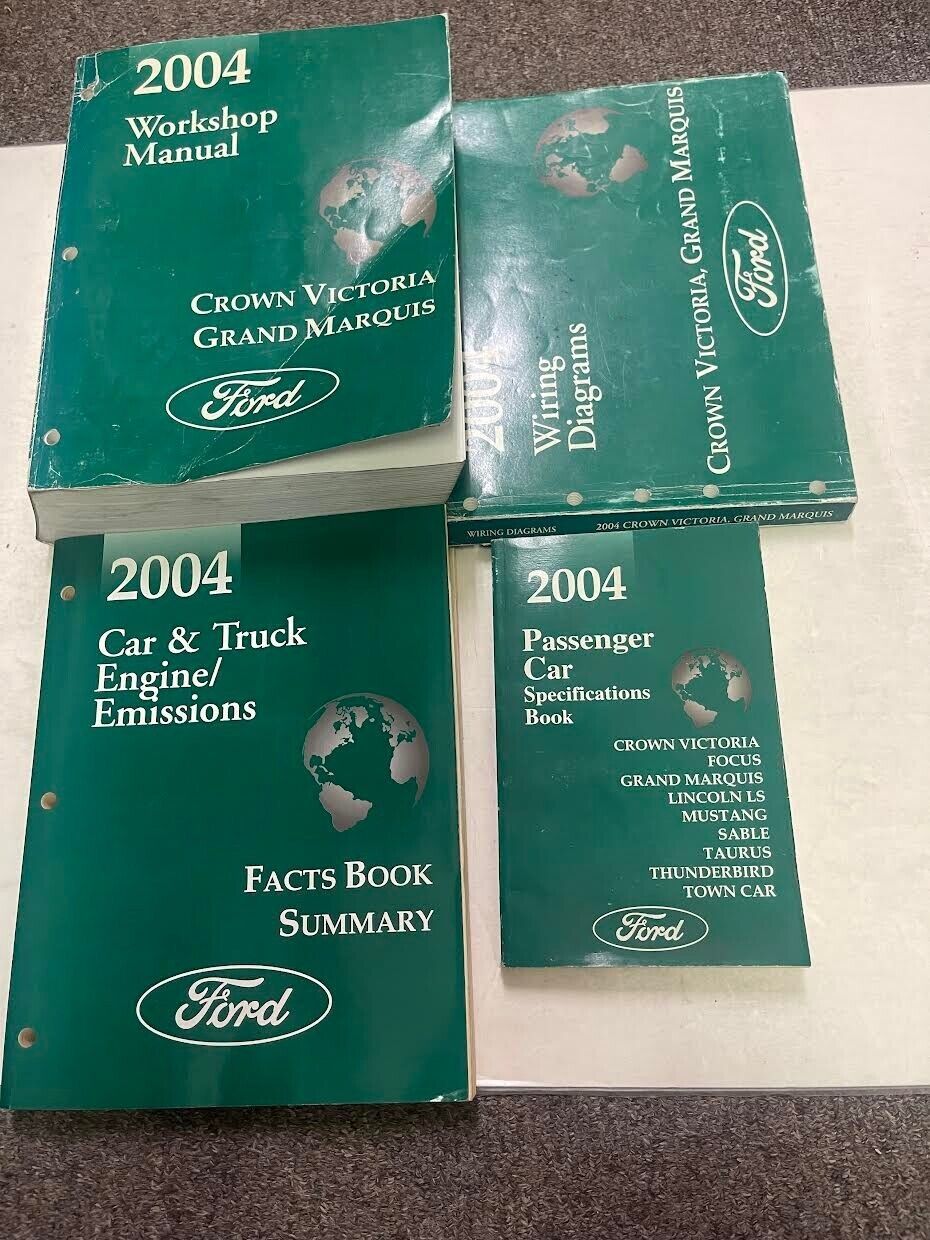 2004
Workshop
Manual
CROWN VICTORIA
GRAND MARQUIS
Ford
2004
Wiring
Diagrams
CROWN VICTORIA, GRAND MARQUIS
Ford
WIRING DIAGRAMS
2004 CROWN VICTORIA, GRAND MARQUIS
2004
Car & Truck
Engine/
Emissions
FACTS BOOK
SUMMARY
Ford
2004
Passenger
Car
Specifications
Book
CROWN VICTORIA
FOCUS
GRAND MARQUIS
LINCOLN LS
MUSTANG
SABLE
TAURUS
THUNDERBIRD
TOWN CAR
Ford